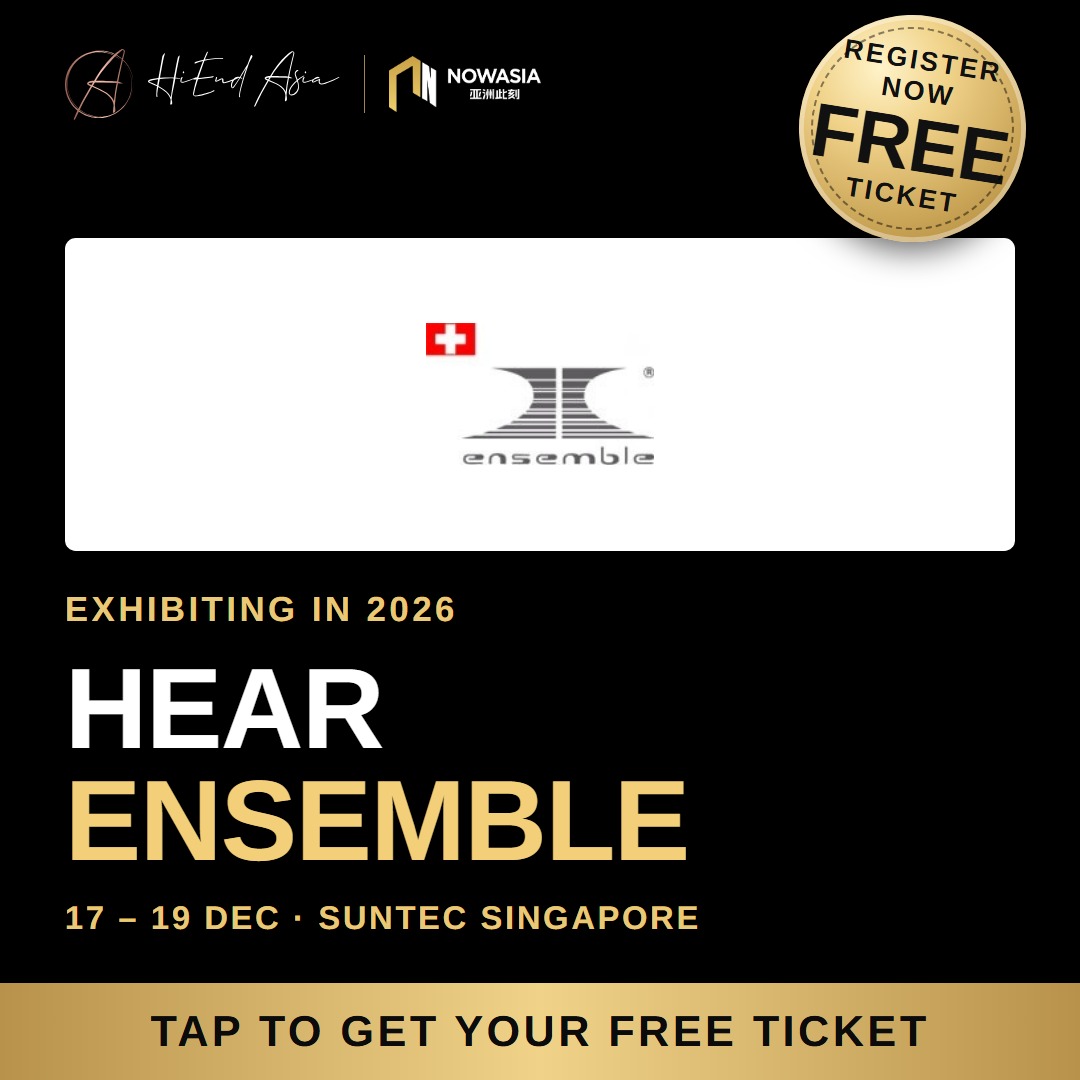 HiEnd Asia
NOWASIA
亚洲此刻
REGISTER
NOW
FREE
TICKET
®
ensemble
EXHIBITING IN 2026
HEAR
ENSEMBLE
17 – 19 DEC · SUNTEC SINGAPORE
TAP TO GET YOUR FREE TICKET